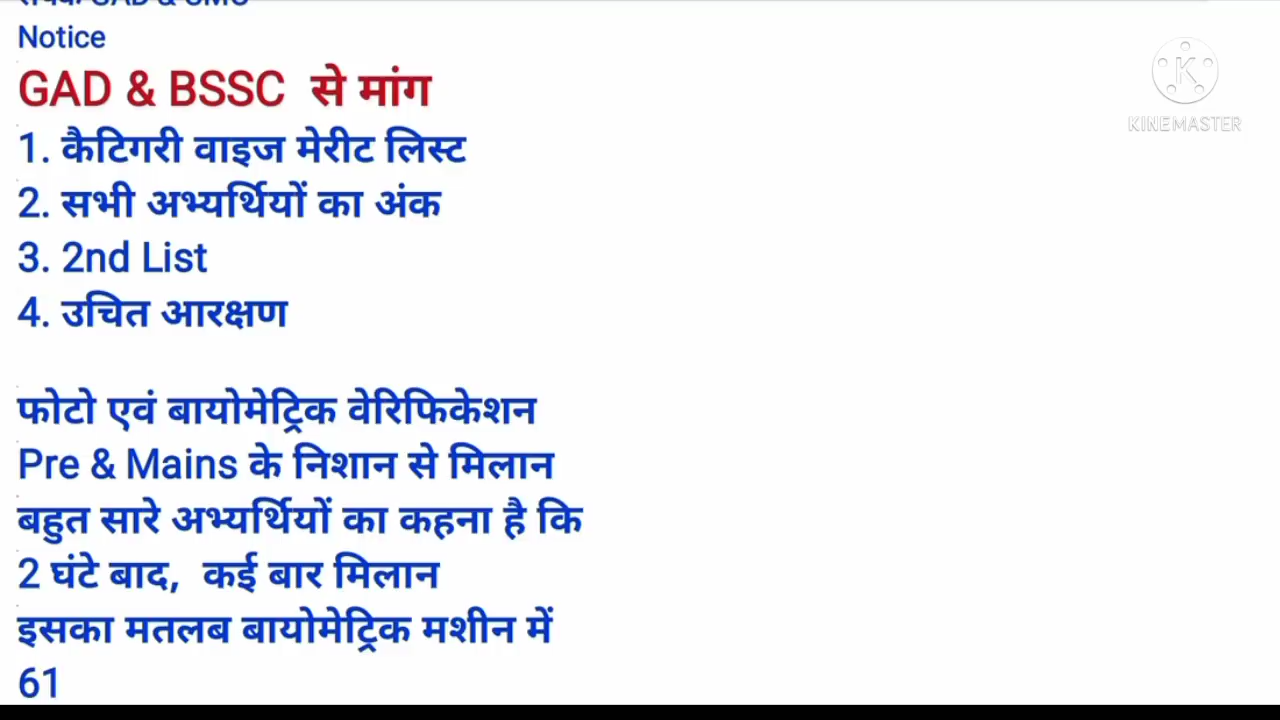 Notice
GAD & BSSC से मांग
1. कैटिगरी वाइज मेरीट लिस्ट
2. सभी अभ्यर्थियों का अंक
3. 2nd List
4. उचित आरक्षण
फोटो एवं बायोमेट्रिक वेरिफिकेशन
Pre & Mains के निशान से मिलान
बहुत सारे अभ्यर्थियों का कहना है कि
2 घंटे बाद, कई बार मिलान
इसका मतलब बायोमेट्रिक मशीन में
61
K
KINEMASTER